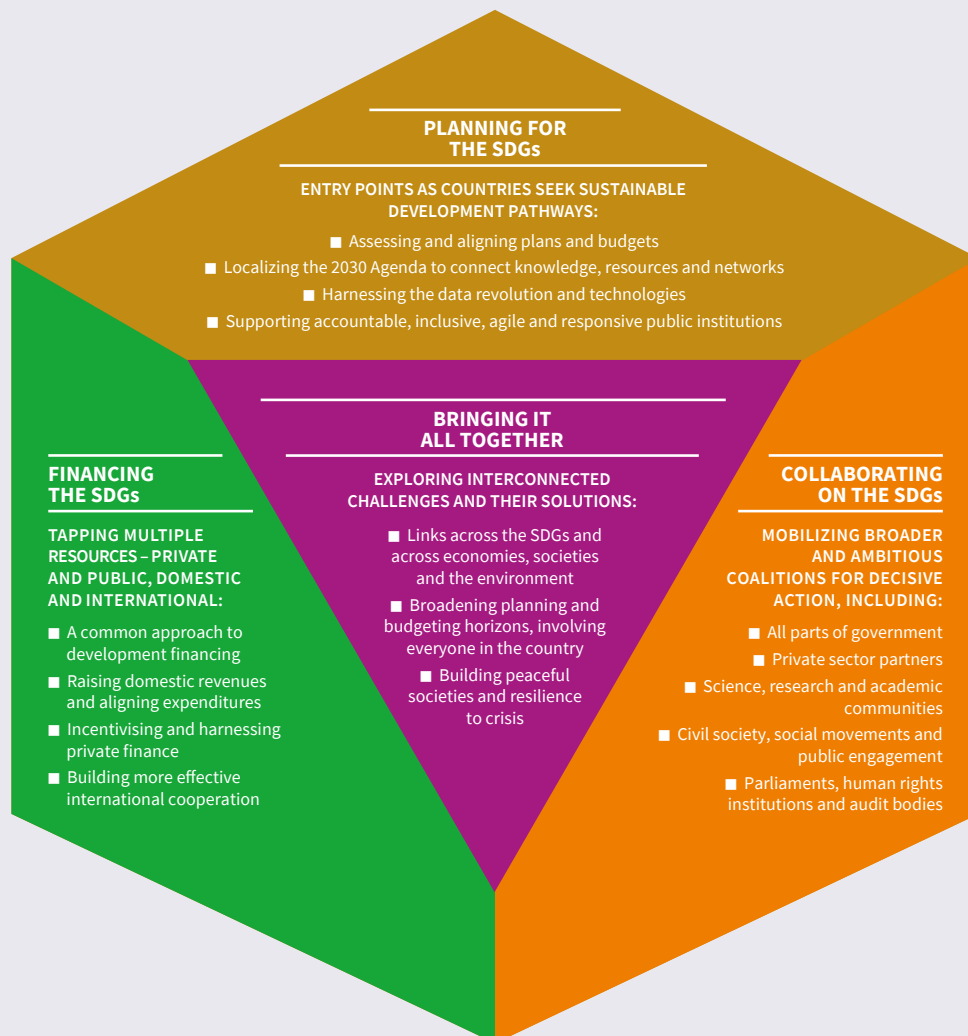 PLANNING FOR
THE SDGs
ENTRY POINTS AS COUNTRIES SEEK SUSTAINABLE
DEVELOPMENT PATHWAYS:
■ Assessing and aligning plans and budgets
■ Localizing the 2030 Agenda to connect knowledge, resources and networks
■ Harnessing the data revolution and technologies
■ Supporting accountable, inclusive, agile and responsive public institutions
BRINGING IT
ALL TOGETHER
EXPLORING INTERCONNECTED
CHALLENGES AND THEIR SOLUTIONS:
■ Links across the SDGs and
across economies, societies
and the environment
■ Broadening planning and
budgeting horizons, involving
everyone in the country
■ Building peaceful
societies and resilience
to crisis
FINANCING
THE SDGs
TAPPING MULTIPLE
RESOURCES – PRIVATE
AND PUBLIC, DOMESTIC
AND INTERNATIONAL:
■ A common approach to
development financing
■ Raising domestic revenues
and aligning expenditures
■ Incentivising and harnessing
private finance
■ Building more effective
international cooperation
COLLABORATING
ON THE SDGs
MOBILIZING BROADER
AND AMBITIOUS
COALITIONS FOR DECISIVE
ACTION, INCLUDING:
■ All parts of government
■ Private sector partners
■ Science, research and academic
communities
■ Civil society, social movements and
public engagement
■ Parliaments, human rights
institutions and audit bodies